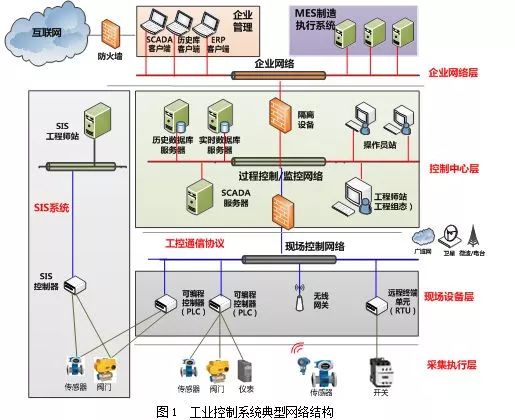 互联网
防火墙
企业
管理
SCADA
客户端
历史库
客户端
ERP
客户端
MES制造
执行系统
企业网络
企业网络层
SIS
工程师站
历史数据库
服务器
实时数据库
服务器
隔离
设备
操作员站
控制中心层
过程控制/监控网络
SCADA
服务器
工程师站
工程组态）
SIS系统
工控通信协议
现场控制网络
广域网
卫星
微波/电台
SIS
控制器
可编程
控制器
（PLC）
可编程
控制器
（PLC）
无线
网关
远程终端
单元
（RTU）
现场设备层
传感器
阀门
传感器
阀门
仪表
传感器
开关
采集执行层
图1 工业控制系统典型网络结构